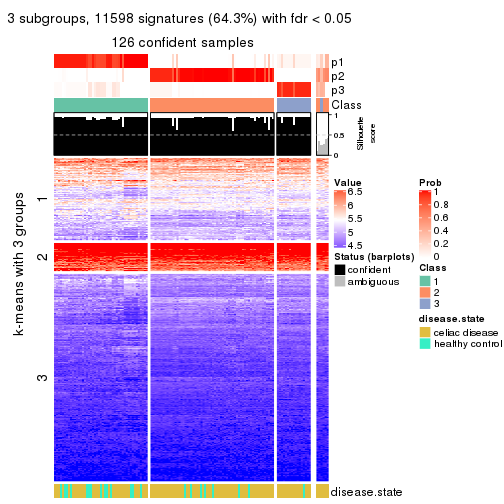 3 subgroups, 11598 signatures (64.3%) with fdr < 0.05
126 confident samples
p1
p2
p3
Class
1
0.5
0
Silhouette
score
k-means with 3 groups
1
2
3
Value
6.5
6
5.5
5
4.5
Status (barplots)
confident
ambiguous
Prob
1
0.8
0.6
0.4
0.2
0
Class
1
2
3
disease.state
celiac disease
healthy control
disease.state